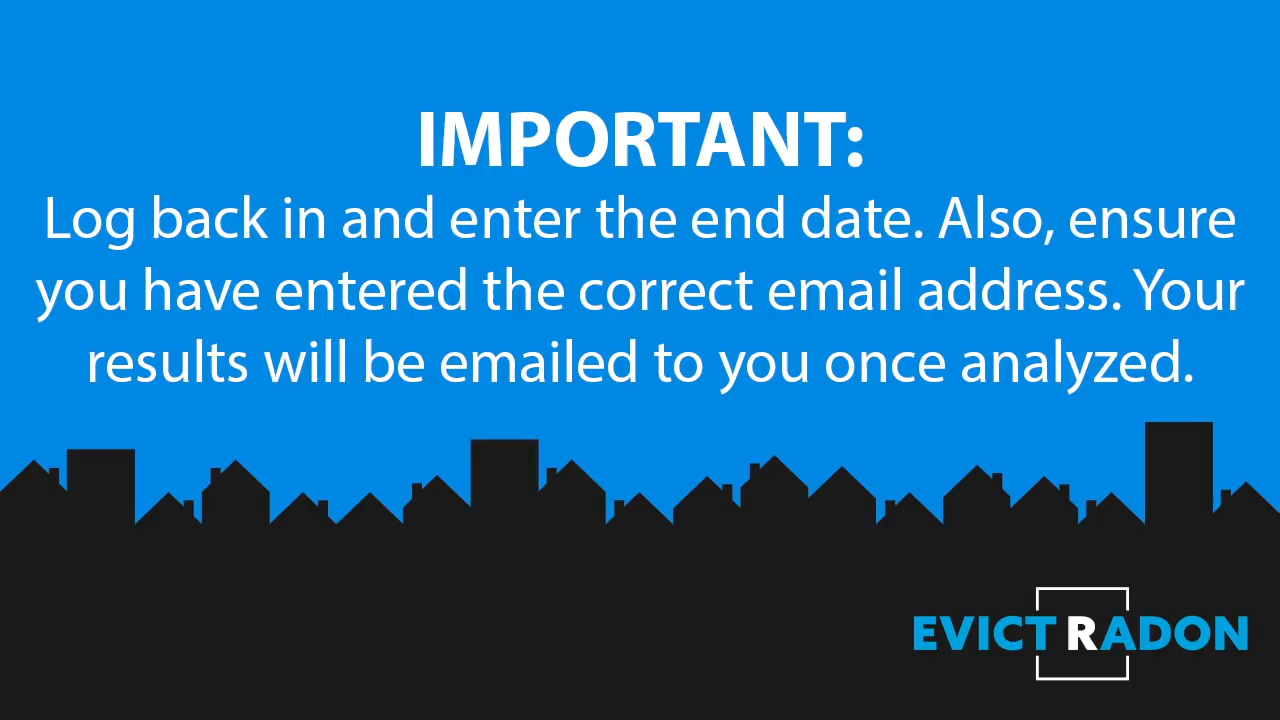 IMPORTANT:
Log back in and enter the end date. Also, ensure
you have entered the correct email address. Your
results will be emailed to you once analyzed.
EVICT RADON